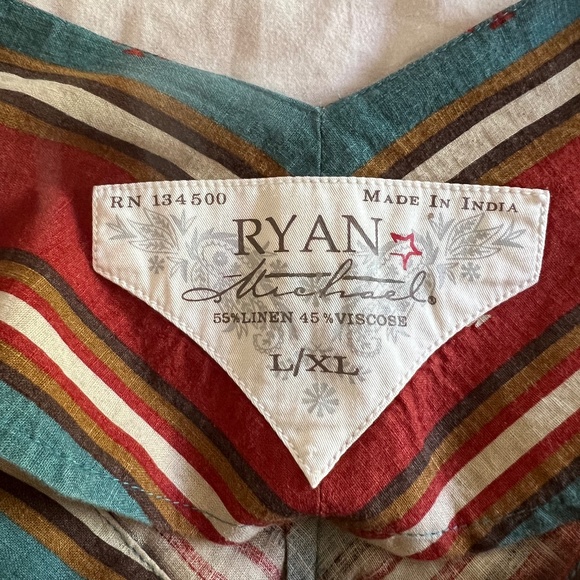 RN 134500 MADE IN INDIA
RYAN
Michael®
55%LINEN 45%VISCOSE
L/XL